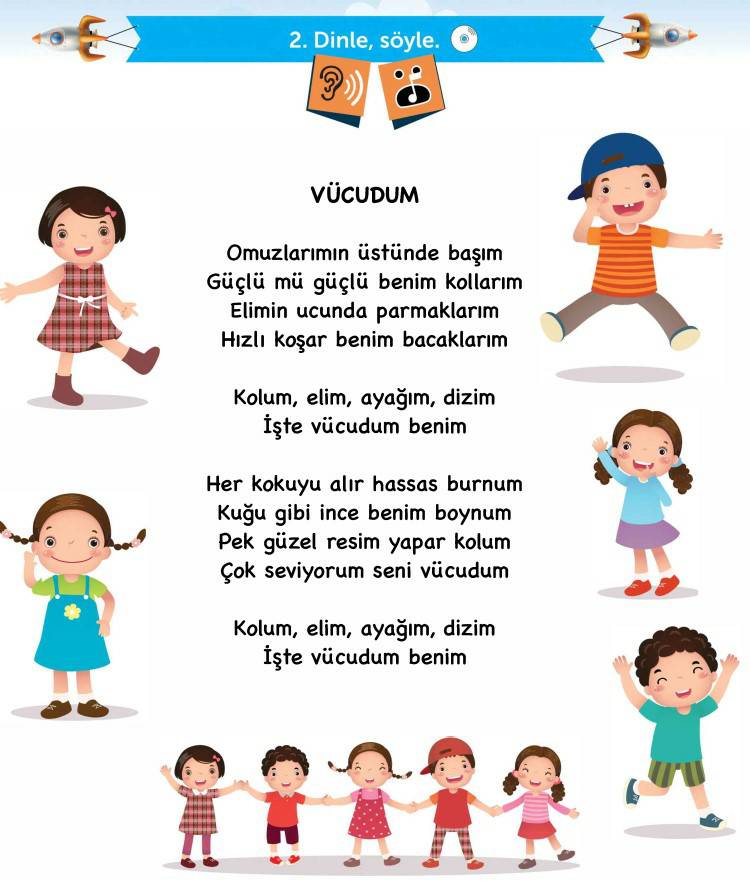 2. Dinle, söyle.
VÜCUDUM
Omuzlarımın üstünde başım
Güçlü mü güçlü benim kollarım
Elimin ucunda parmaklarım
Hızlı koşar benim bacaklarım
Kolum, elim, ayağım, dizim
İşte vücudum benim
Her kokuyu alır hassas burnum
Kuğu gibi ince benim boynum
Pek güzel resim yapar kolum
Çok seviyorum seni vücudum
Kolum, elim, ayağım, dizim
İşte vücudum benim